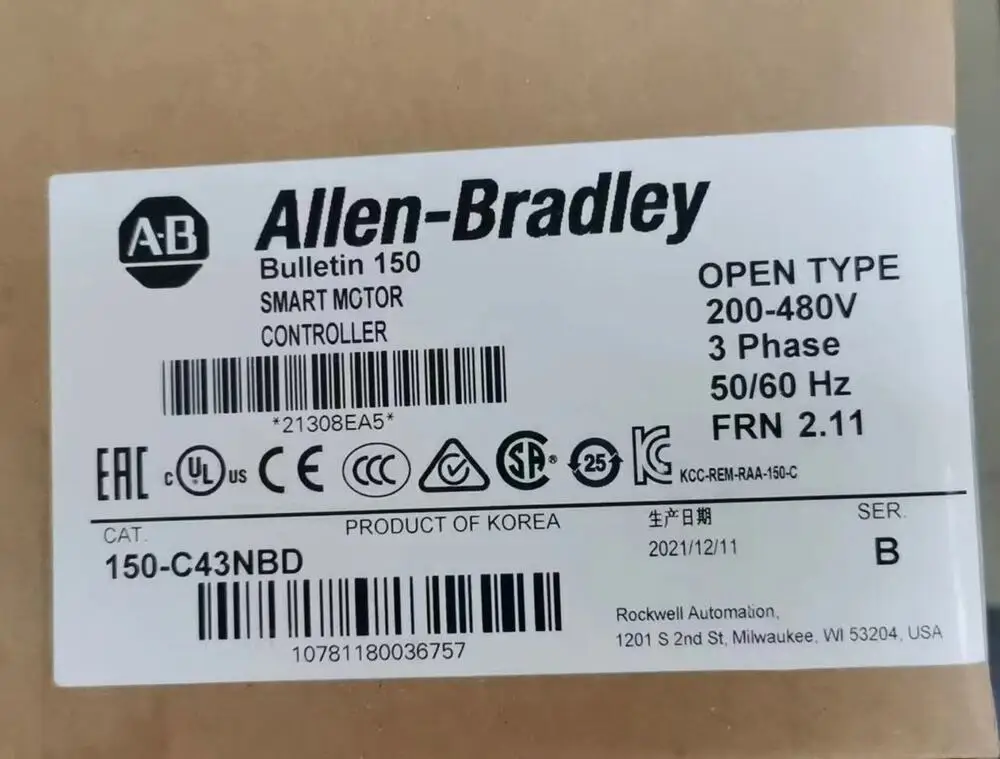 A-B
Allen-Bradley
Bulletin 150
SMART MOTOR
CONTROLLER
*21308EA5*
OPEN TYPE
200-480V
3 Phase
50/60 Hz
FRN 2.11
EAC c UL US CE CCC SA ® 25 KC KCC-REM-RAA-150-C
CAT.
150-C43NBD
PRODUCT OF KOREA
10781180036757
生产日期
2021/12/11
SER.
B
Rockwell Automation,
1201 S 2nd St, Milwaukee, WI 53204, USA